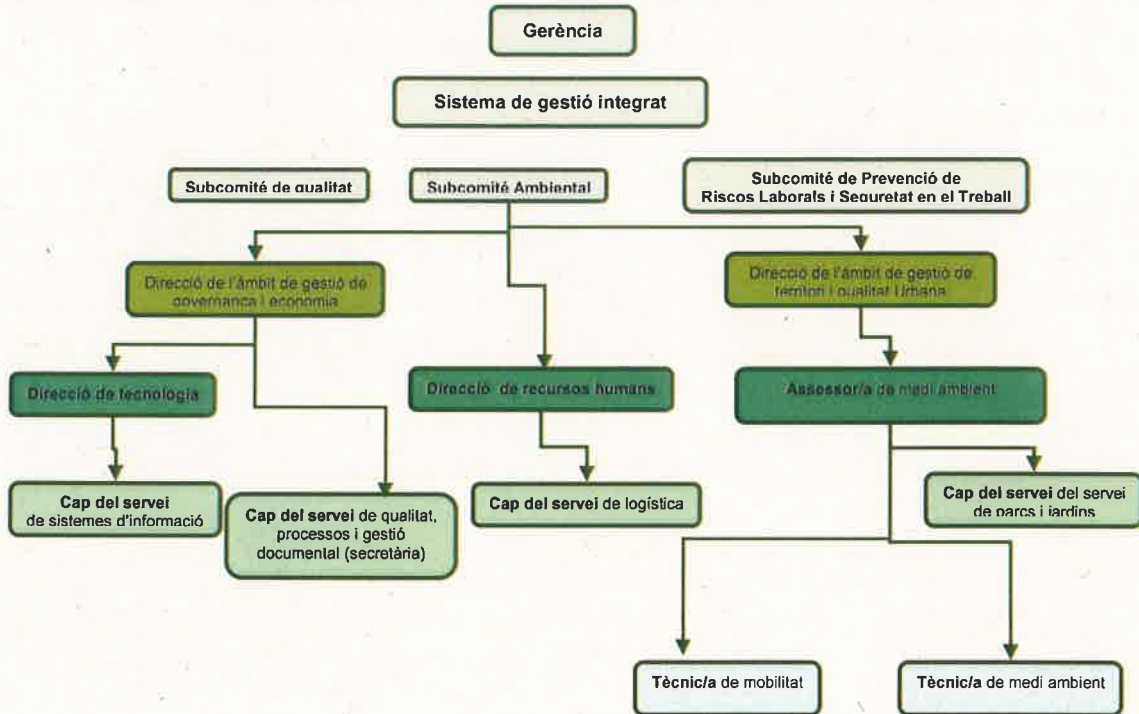 Gerència
Sistema de gestió integrat
Subcomité de qualitat
Subcomité Ambiental
Subcomité de Prevenció de
Riscos Laborals i Seguretat en el Treball
Direcció de l'àmbit de gestió de
governança i economia
Direcció de l'àmbit de gestió de
territori i qualitat Urbana
Direcció de tecnologia
Direcció de recursos humans
Assessor/a de medi ambient
Cap del servei
de sistemes d'informació
Cap del servei de qualitat,
processos i gestió
documental (secretària)
Cap del servei de logística
Cap del servei del servei
de parcs i jardins
Tècnic/a de mobilitat
Tècnic/a de medi ambient